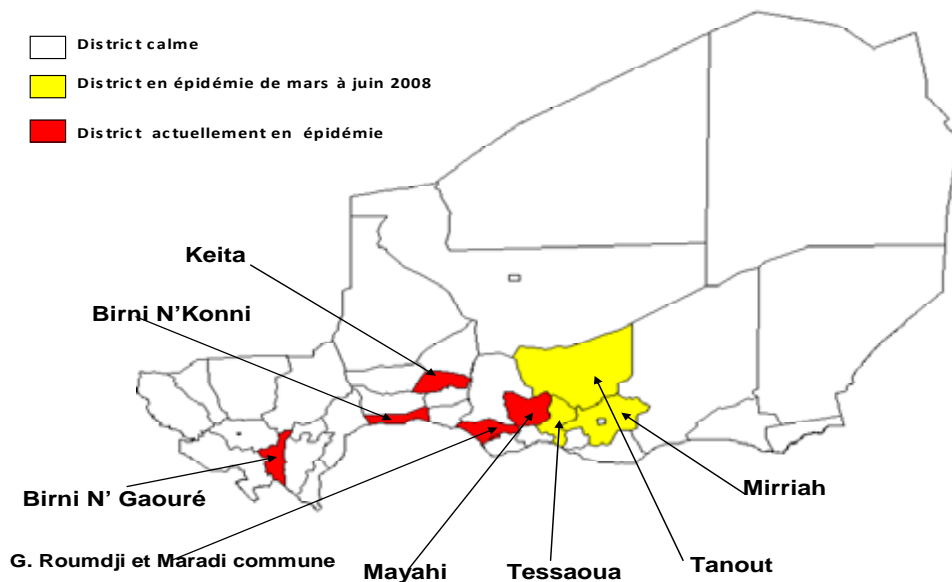 District calme
District en épidémie de mars à juin 2008
District actuellement en épidémie
Keita
Birni N'Konni
Birni N' Gaouré
G. Roumdji et Maradi commune
Mayahi
Tessaoua
Tanout
Mirriah